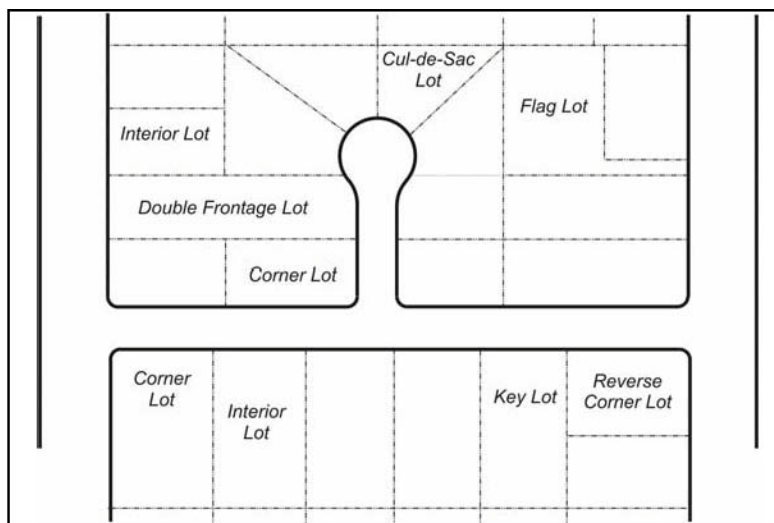 Cul-de-Sac
Lot
Flag Lot
Interior Lot
Double Frontage Lot
Corner Lot
Corner
Lot
Interior
Lot
Key Lot
Reverse
Corner Lot